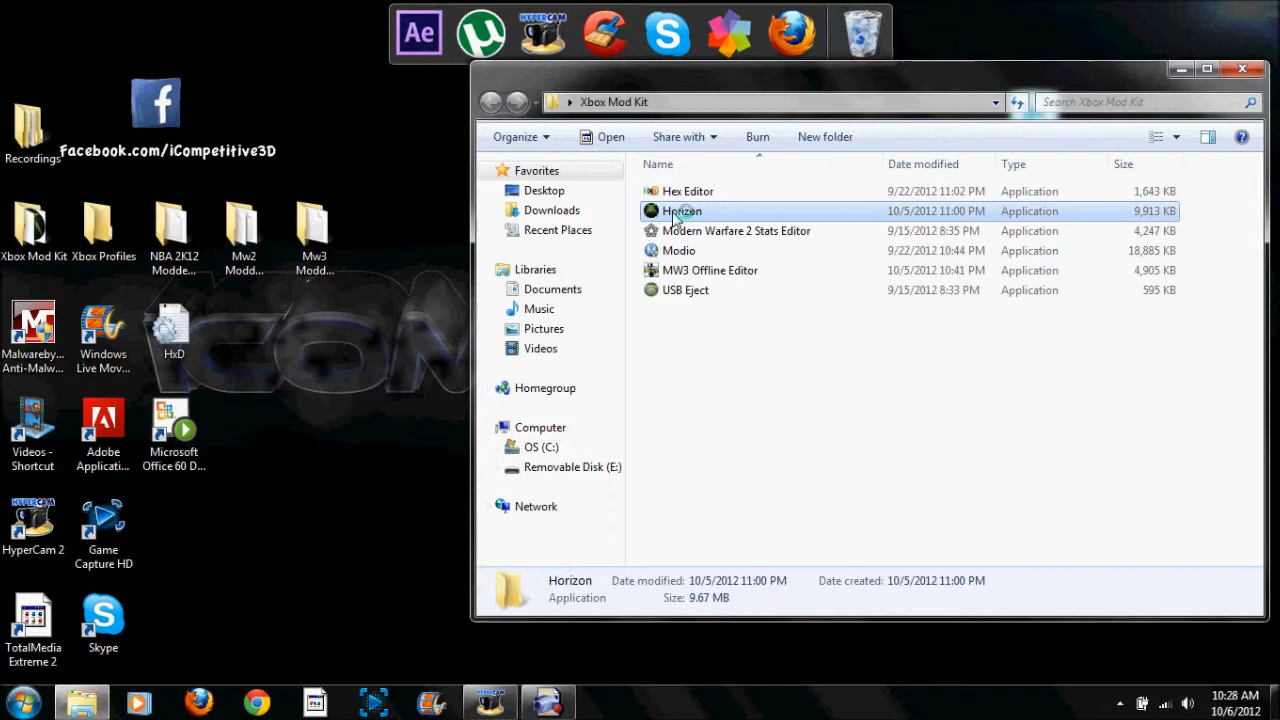 Ae
HYPERCAM
f
Facebook.com/iCompetitive3D
Recordings
Xbox Mod Kit
Xbox Profiles
NBA 2K12 Modde...
Mw2 Modd...
Mw3 Modd...
Malwareby... Anti-Malw...
Windows Live Mov...
HxD
Videos - Shortcut
Adobe Applicati...
Microsoft Office 60 D...
HYPERCAM
HyperCam 2
Game Capture HD
TotalMedia Extreme 2
Skype
iCOM
Xbox Mod Kit
Search Xbox Mod Kit
Organize Open Share with Burn New folder
Favorites
Desktop
Downloads
Recent Places
Libraries
Documents
Music
Pictures
Videos
Homegroup
Computer
OS (C:)
Removable Disk (E:)
Network
Name Date modified Type Size
Hex Editor 9/22/2012 11:02 PM Application 1,643 KB
Horizon 10/5/2012 11:00 PM Application 9,913 KB
Modern Warfare 2 Stats Editor 9/15/2012 8:35 PM Application 4,247 KB
Modio 9/22/2012 10:44 PM Application 18,885 KB
MW3 Offline Editor 10/5/2012 10:41 PM Application 4,905 KB
USB Eject 9/15/2012 8:33 PM Application 595 KB
Horizon Date modified: 10/5/2012 11:00 PM Date created: 10/5/2012 11:00 PM
Application Size: 9.67 MB
10:28 AM
10/6/2012